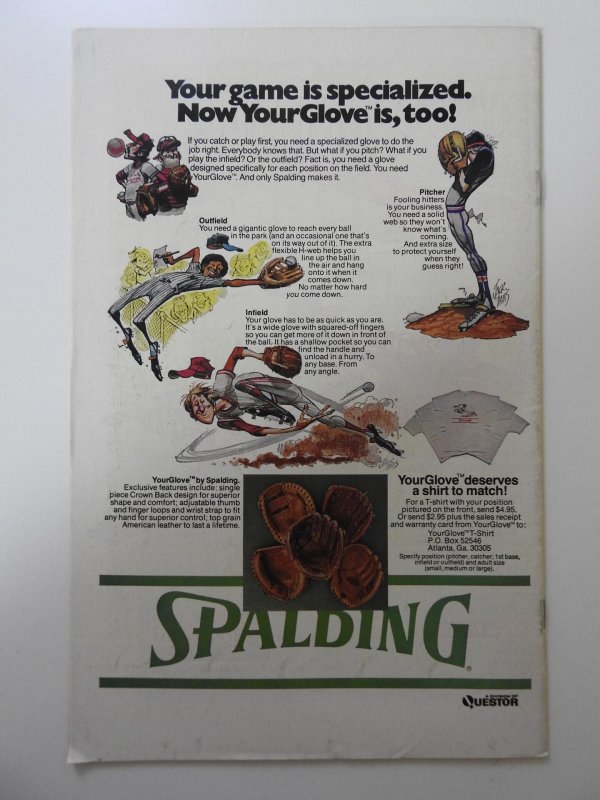 Your game is specialized.
Now YourGlove™ is, too!
If you catch or play first, you need a specialized glove to do the
job right. Everybody knows that. But what if you pitch? What if you
play the infield? Or the outfield? Fact is, you need a glove
designed specifically for each position on the field. You need
YourGlove™. And only Spalding makes it.
Pitcher
Fooling hitters
is your business.
You need a solid
web so they won't
know what's
coming.
And extra size
to protect yourself
when they
guess right!
Outfield
You need a gigantic glove to reach every ball
in the park (and an occasional one that's
on its way out of it). The extra
flexible H-web helps you
line up the ball in
the air and hang
onto it when it
comes down.
No matter how hard
you come down.
Infield
Your glove has to be as quick as you are.
It's a wide glove with squared-off fingers
so you can get more of it down in front of
the ball. It has a shallow pocket so you can
find the handle and
unload in a hurry. To
any base. From
any angle.
YourGlove™ by Spalding.
Exclusive features include: single
piece Crown Back design for superior
shape and comfort; adjustable thumb
and finger loops and wrist strap to fit
any hand for superior control; top grain
American leather to last a lifetime.
YourGlove™ deserves
a shirt to match!
For a T-shirt with your position
pictured on the front, send $4.95.
Or send $2.95 plus the sales receipt
and warranty card from YourGlove™ to:
YourGlove™ T-Shirt
P.O. Box 52546
Atlanta, Ga. 30305
Specify position (pitcher, catcher, 1st base,
infield or outfield) and adult size
(small, medium or large).
SPALDING®
A DIVISION OF
QUESTOR